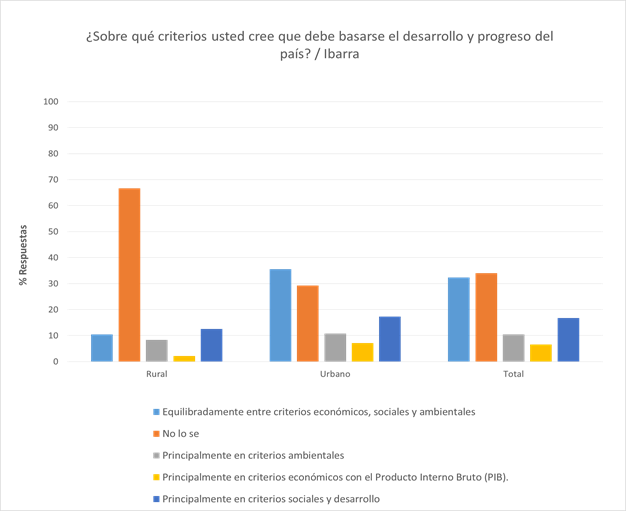 ¿Sobre qué criterios usted cree que debe basarse el desarrollo y progreso del
país? / Ibarra
100
90
80
70
60
50
40
30
20
10
0
% Respuestas
Rural
Urbano
Total
Equilibradamente entre criterios económicos, sociales y ambientales
No lo se
Principalmente en criterios ambientales
Principalmente en criterios económicos con el Producto Interno Bruto (PIB).
Principalmente en criterios sociales y desarrollo